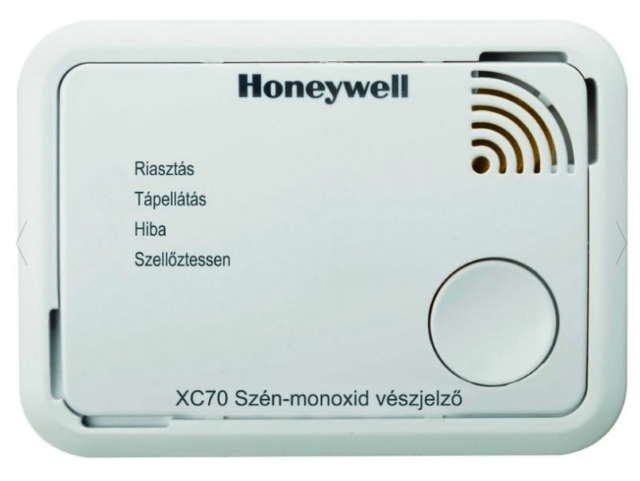 Honeywell
Riasztás
Tápellátás
Hiba
Szellőztessen
XC70 Szén-monoxid vészjelző